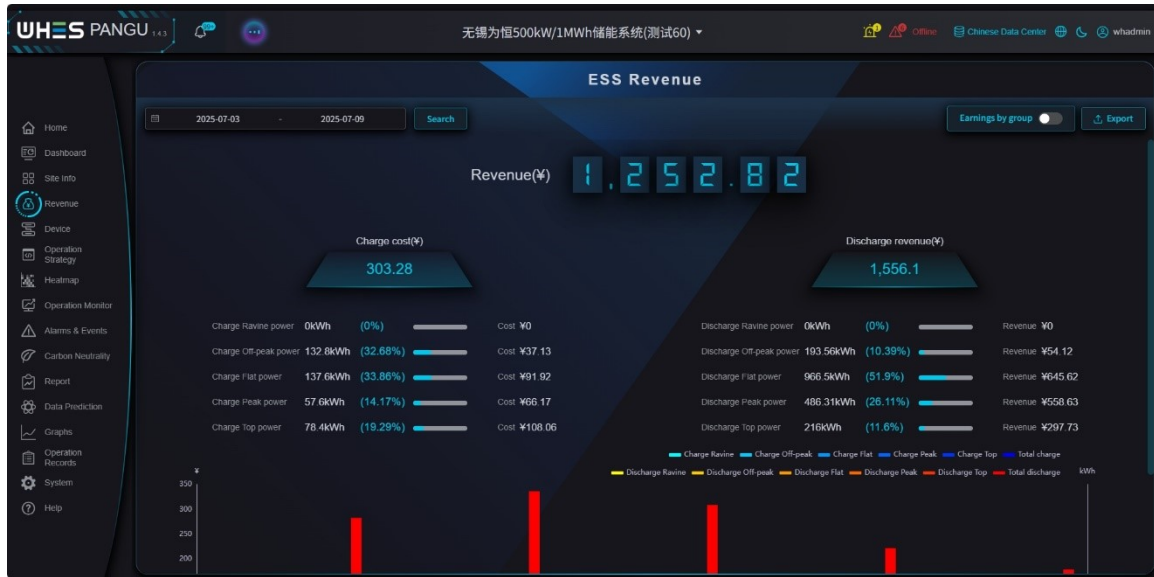 WHES PANGU 1.4.3
无锡为恒500kW/1MWh储能系统(测试60)
Offline
Chinese Data Center
whadmin
ESS Revenue
2025-07-03 - 2025-07-09 Search
Earnings by group
Export
Home
Dashboard
Site Info
Revenue
Device
Operation
Strategy
Heatmap
Operation Monitor
Alarms & Events
Carbon Neutrality
Report
Data Prediction
Graphs
Operation
Records
System
Help
Revenue(¥) 1,252.82
Charge cost(¥)
303.28
Charge Ravine power 0kWh (0%) Cost ¥0
Charge Off-peak power 132.8kWh (32.68%) Cost ¥37.13
Charge Flat power 137.6kWh (33.86%) Cost ¥91.92
Charge Peak power 57.6kWh (14.17%) Cost ¥66.17
Charge Top power 78.4kWh (19.29%) Cost ¥108.06
Discharge revenue(¥)
1,556.1
Discharge Ravine power 0kWh (0%) Revenue ¥0
Discharge Off-peak power 193.56kWh (10.39%) Revenue ¥54.12
Discharge Flat power 966.5kWh (51.9%) Revenue ¥645.62
Discharge Peak power 486.31kWh (26.11%) Revenue ¥558.63
Discharge Top power 216kWh (11.6%) Revenue ¥297.73
Charge Ravine Charge Off-peak Charge Flat Charge Peak Charge Top Total charge
Discharge Ravine Discharge Off-peak Discharge Flat Discharge Peak Discharge Top Total discharge
¥
kWh
350
300
250
200